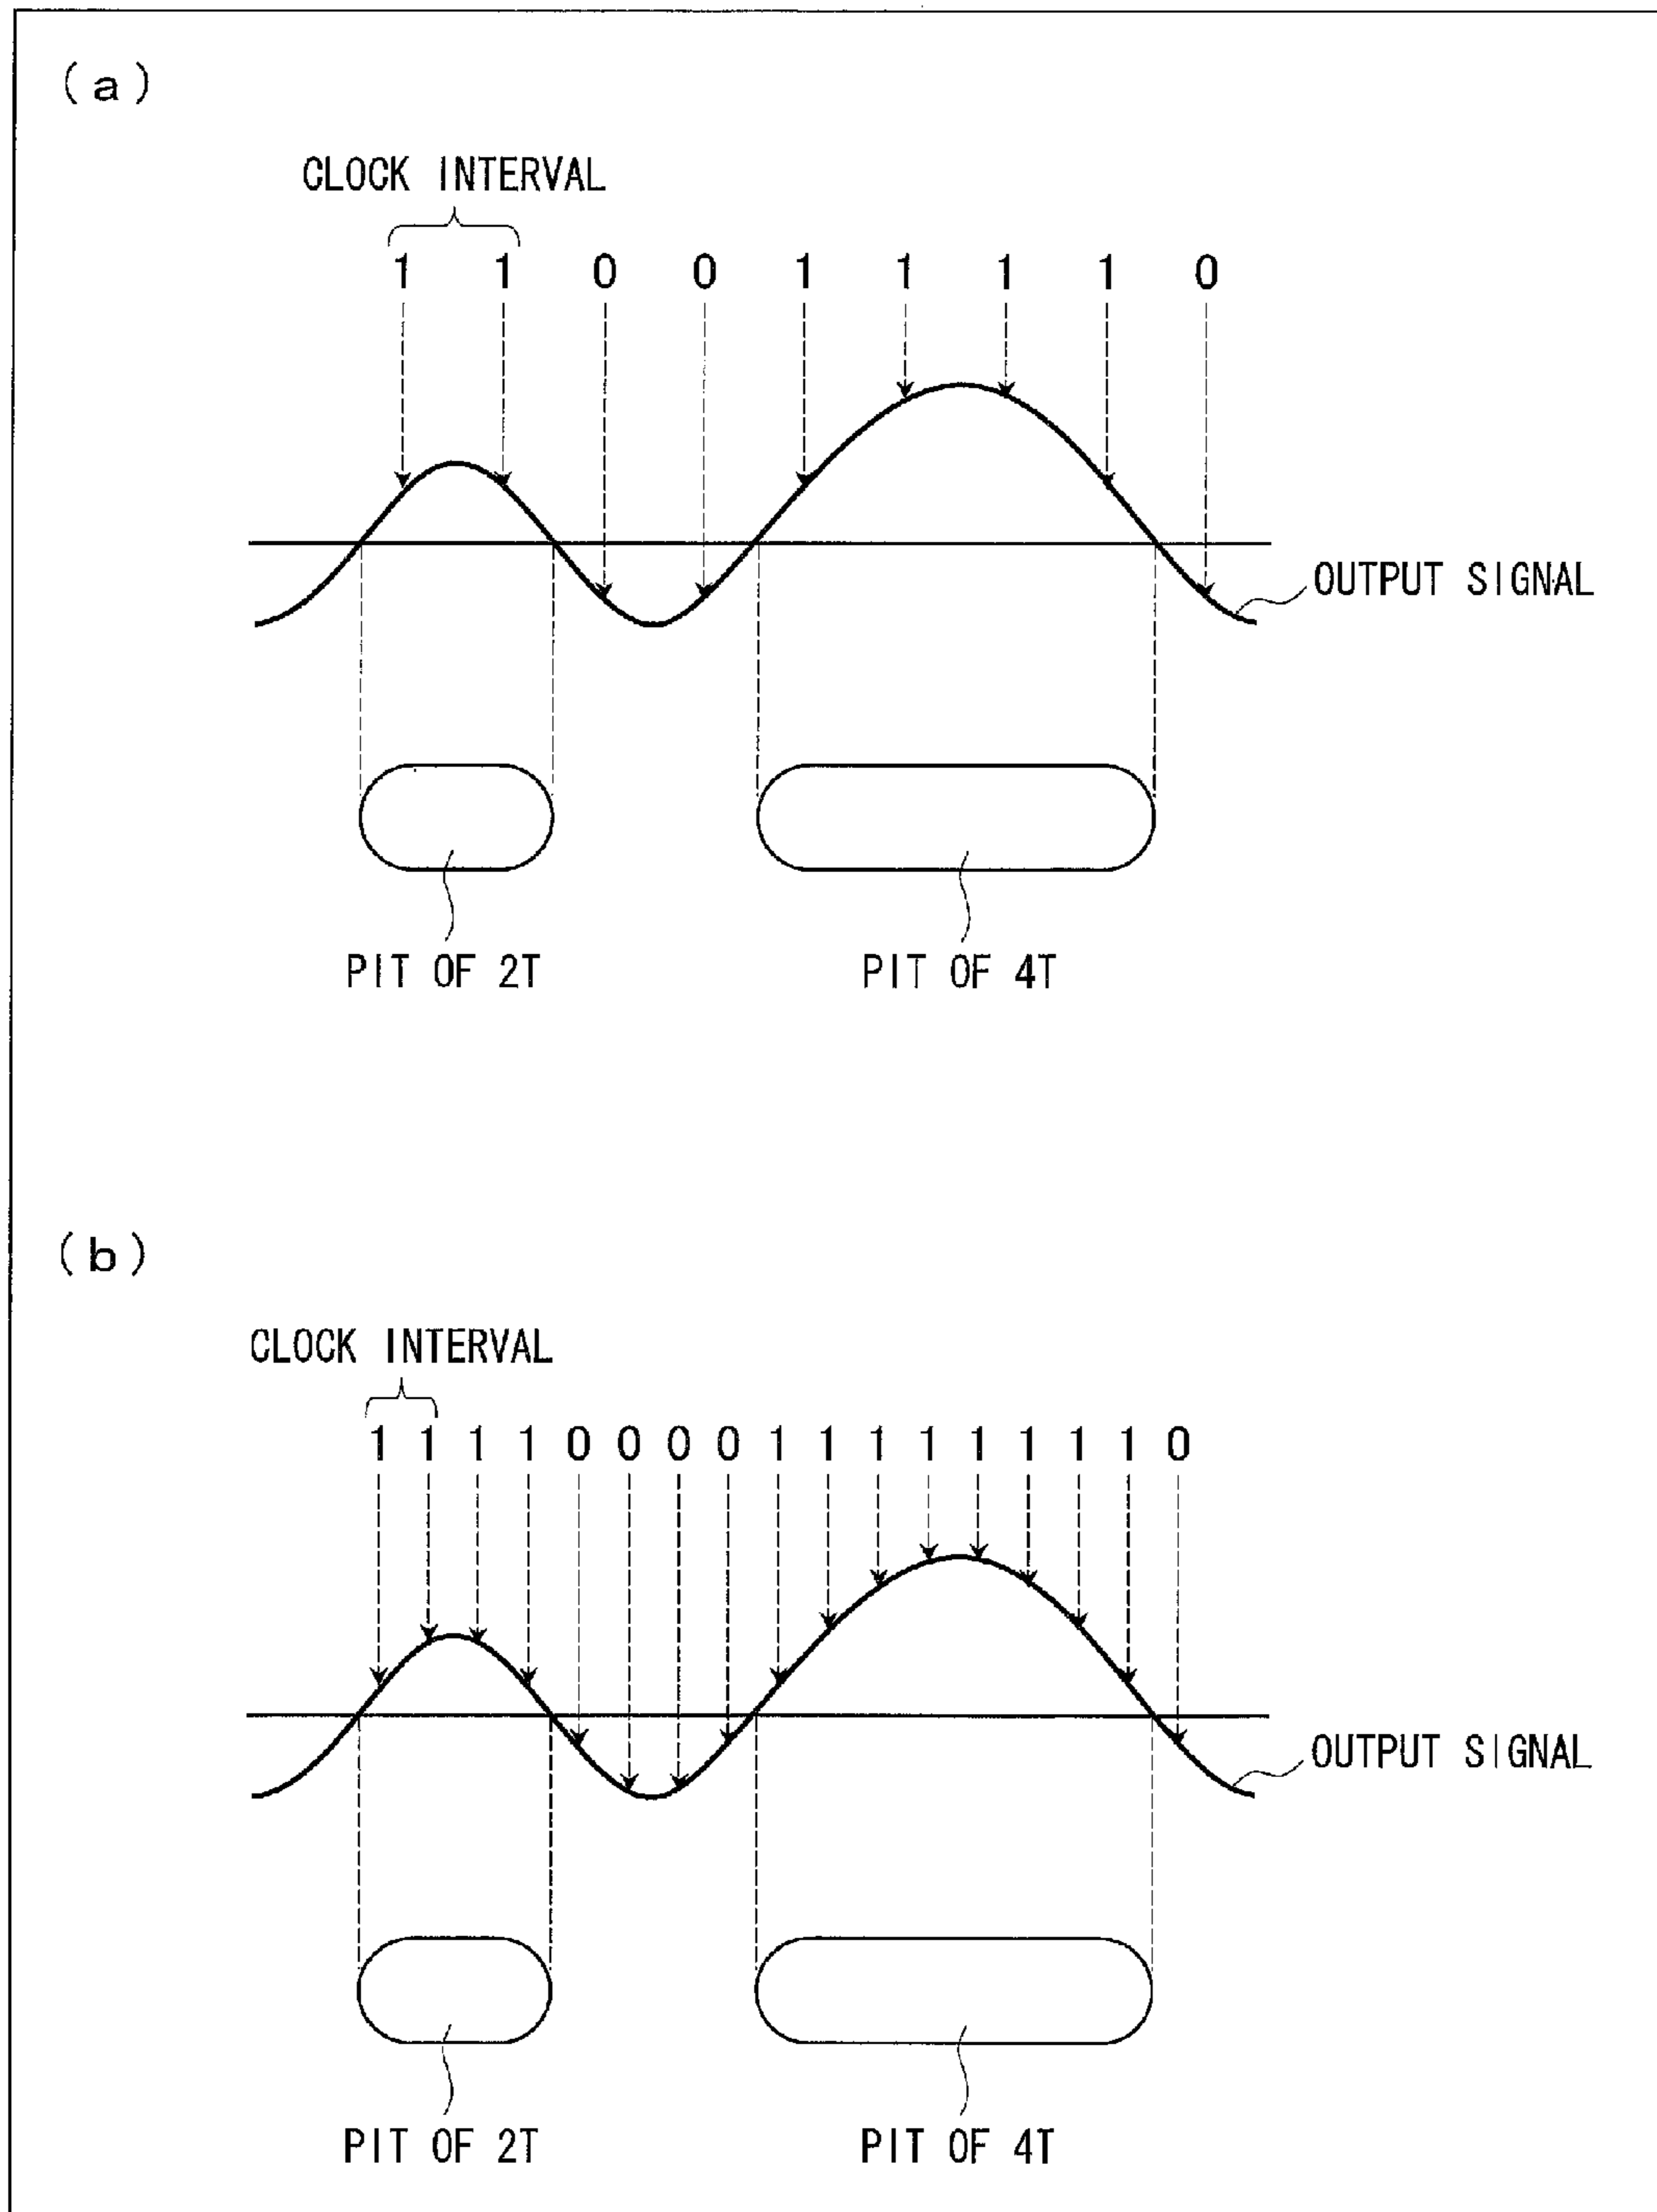 (a)
CLOCK INTERVAL
1 1 0 0 1 1 1 1 0
OUTPUT SIGNAL
PIT OF 2T PIT OF 4T
(b)
CLOCK INTERVAL
1 1 1 1 0 0 0 0 1 1 1 1 1 1 1 1 0
OUTPUT SIGNAL
PIT OF 2T PIT OF 4T